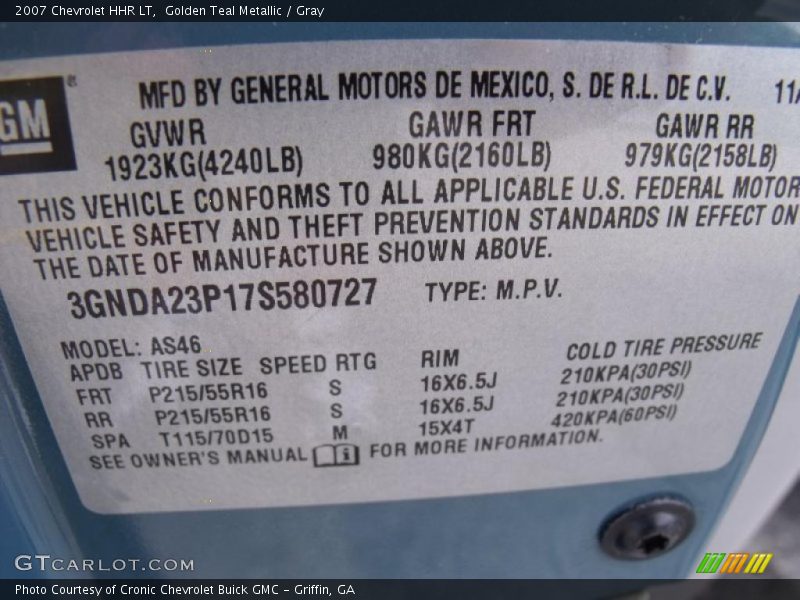 2007 Chevrolet HHR LT,  Golden Teal Metallic / Gray
GM®
MFD BY GENERAL MOTORS DE MEXICO, S. DE R.L. DE C.V. 11/
GVWR GAWR FRT GAWR RR
1923KG(4240LB) 980KG(2160LB) 979KG(2158LB)
THIS VEHICLE CONFORMS TO ALL APPLICABLE U.S. FEDERAL MOTOR
VEHICLE SAFETY AND THEFT PREVENTION STANDARDS IN EFFECT ON
THE DATE OF MANUFACTURE SHOWN ABOVE.
3GNDA23P17S580727 TYPE: M.P.V.
MODEL: AS46
APDB TIRE SIZE SPEED RTG RIM COLD TIRE PRESSURE
FRT P215/55R16 S 16X6.5J 210KPA(30PSI)
RR P215/55R16 S 16X6.5J 210KPA(30PSI)
SPA T115/70D15 M 15X4T 420KPA(60PSI)
SEE OWNER'S MANUAL i FOR MORE INFORMATION.
GTCARLOT.COM
Photo Courtesy of Cronic Chevrolet Buick GMC – Griffin, GA